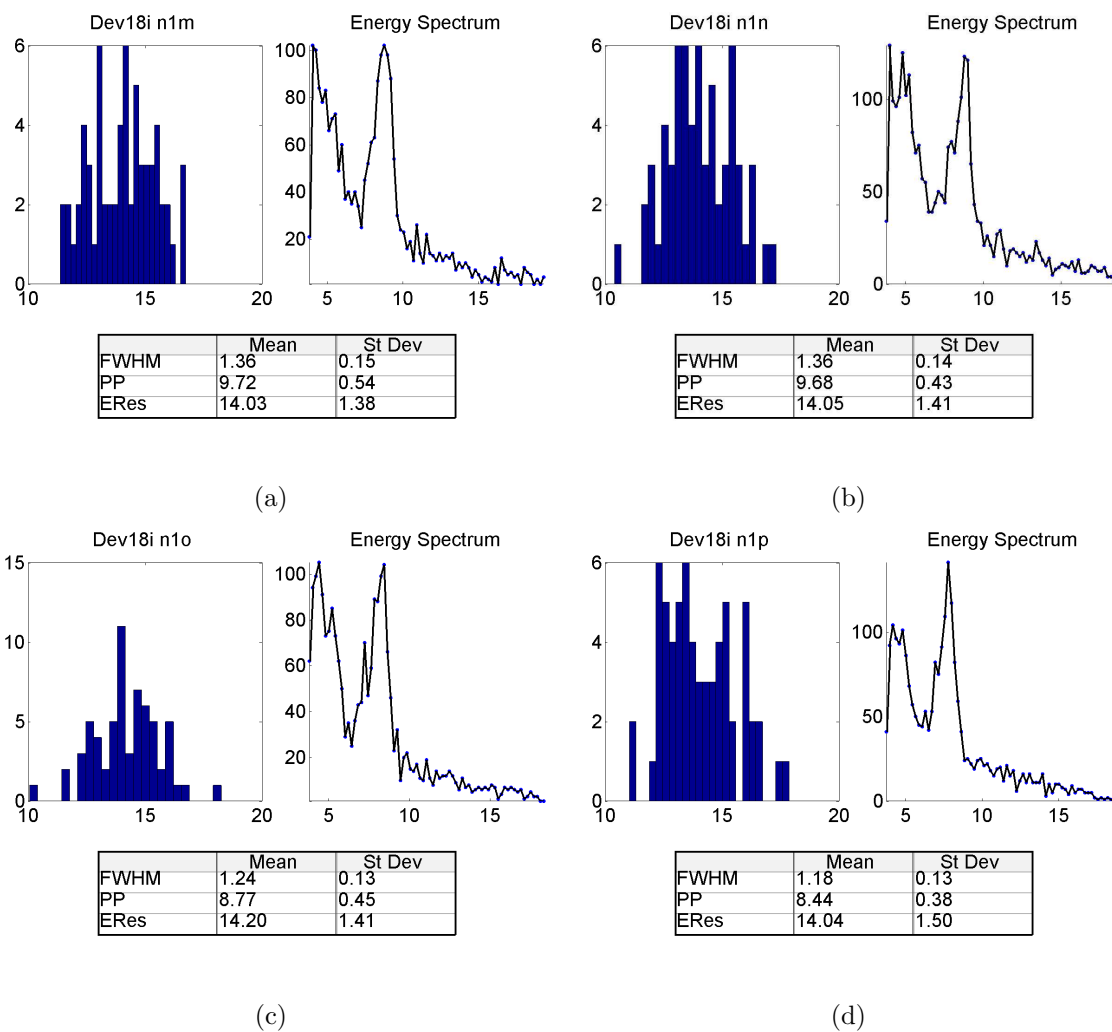 Dev18i n1m
Energy Spectrum
Dev18i n1n
Energy Spectrum
6
4
2
0
10
15
20
100
80
60
40
20
5
10
15
6
4
2
0
10
15
20
100
50
0
5
10
15
Mean St Dev
FWHM 1.36 0.15
PP 9.72 0.54
ERes 14.03 1.38
Mean St Dev
FWHM 1.36 0.14
PP 9.68 0.43
ERes 14.05 1.41
(a)
(b)
Dev18i n1o
Energy Spectrum
Dev18i n1p
Energy Spectrum
15
10
5
0
10
15
20
100
80
60
40
20
5
10
15
6
4
2
0
10
15
20
100
50
0
5
10
15
Mean St Dev
FWHM 1.24 0.13
PP 8.77 0.45
ERes 14.20 1.41
Mean St Dev
FWHM 1.18 0.13
PP 8.44 0.38
ERes 14.04 1.50
(c)
(d)